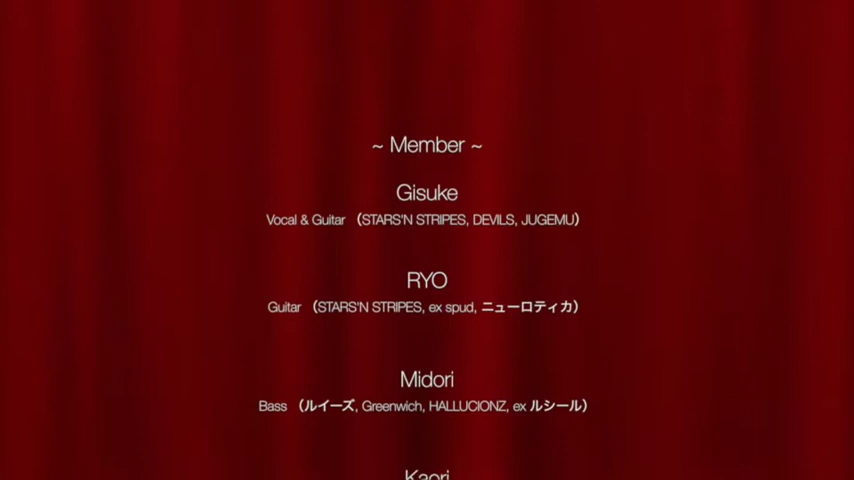 ~ Member ~
Gisuke
Vocal & Guitar （STARS'N STRIPES, DEVILS, JUGEMU）
RYO
Guitar （STARS'N STRIPES, ex spud, ニューロティカ）
Midori
Bass （ルイーズ, Greenwich, HALLUCIONZ, ex ルシール）
Kaori